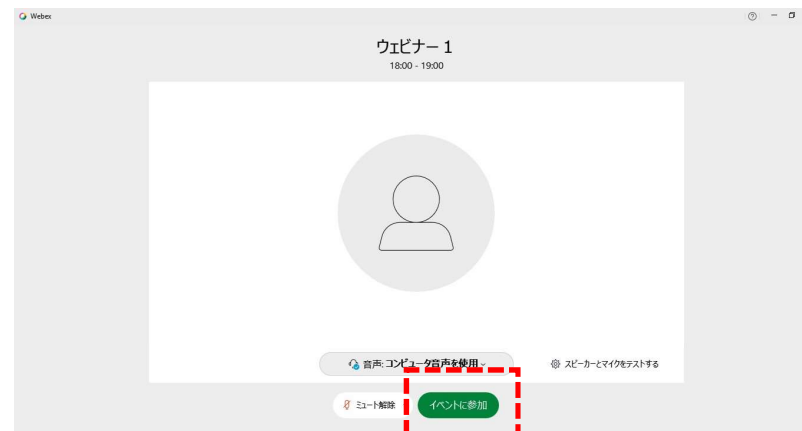 Webex
ウェビナー 1
18:00 - 19:00
音声: コンピュータ音声を使用
スピーカーとマイクをテストする
ミュート解除
イベントに参加